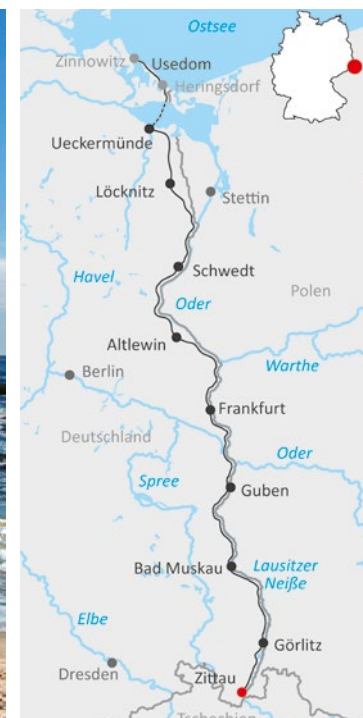 Ostsee
Zinnowitz
Usedom
Heringsdorf
Ueckermünde
Löcknitz
Stettin
Schwedt
Havel
Oder
Polen
Altlewin
Berlin
Warthe
Frankfurt
Deutschland
Oder
Spree
Guben
Bad Muskau
Lausitzer
Neiße
Elbe
Görlitz
Dresden
Zittau
Tschechien